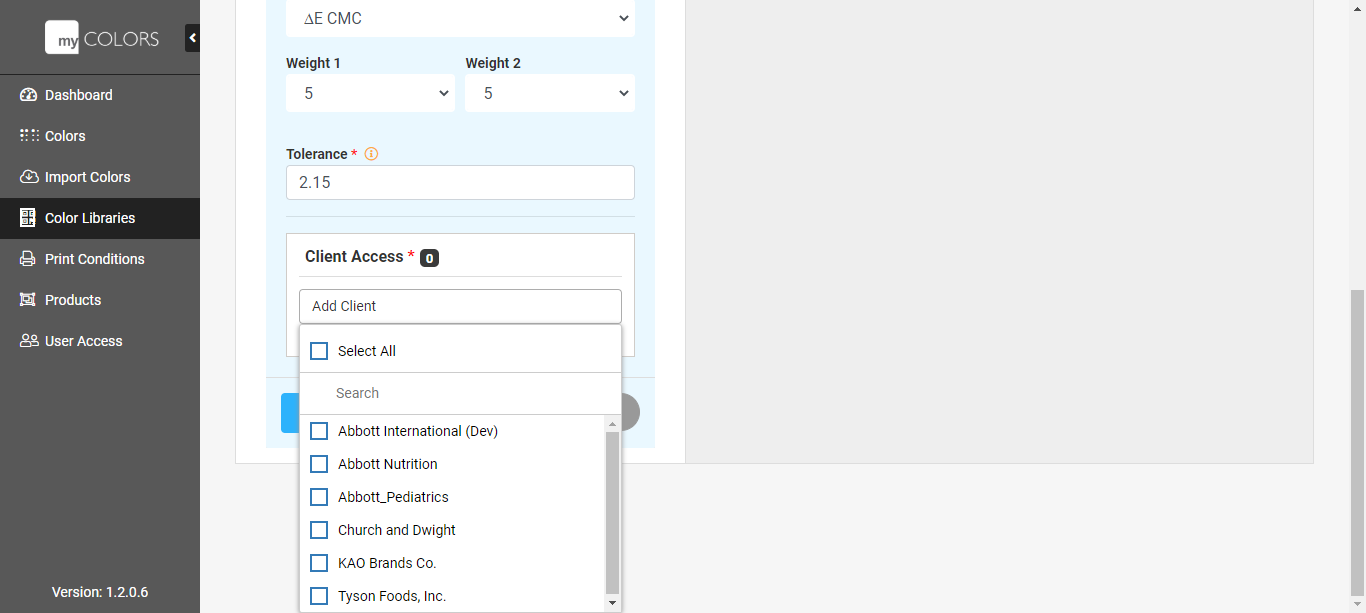 my COLORS
Dashboard
Colors
Import Colors
Color Libraries
Print Conditions
Products
User Access
Version: 1.2.0.6
ΔE CMC
Weight 1 Weight 2
5 5
Tolerance *
2.15
Client Access * 0
Add Client
Select All
Search
Abbott International (Dev)
Abbott Nutrition
Abbott_Pediatrics
Church and Dwight
KAO Brands Co.
Tyson Foods, Inc.